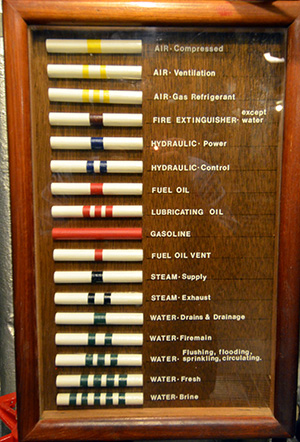 AIR-Compressed
AIR-Ventilation
AIR-Gas Refrigerant
FIRE EXTINGUISHER-except water
HYDRAULIC-Power
HYDRAULIC-Control
FUEL OIL
LUBRICATING OIL
GASOLINE
FUEL OIL VENT
STEAM-Supply
STEAM-Exhaust
WATER-Drains & Drainage
WATER-Firemain
WATER-Flushing, flooding,
sprinkling, circulating.
WATER-Fresh
WATER-Brine